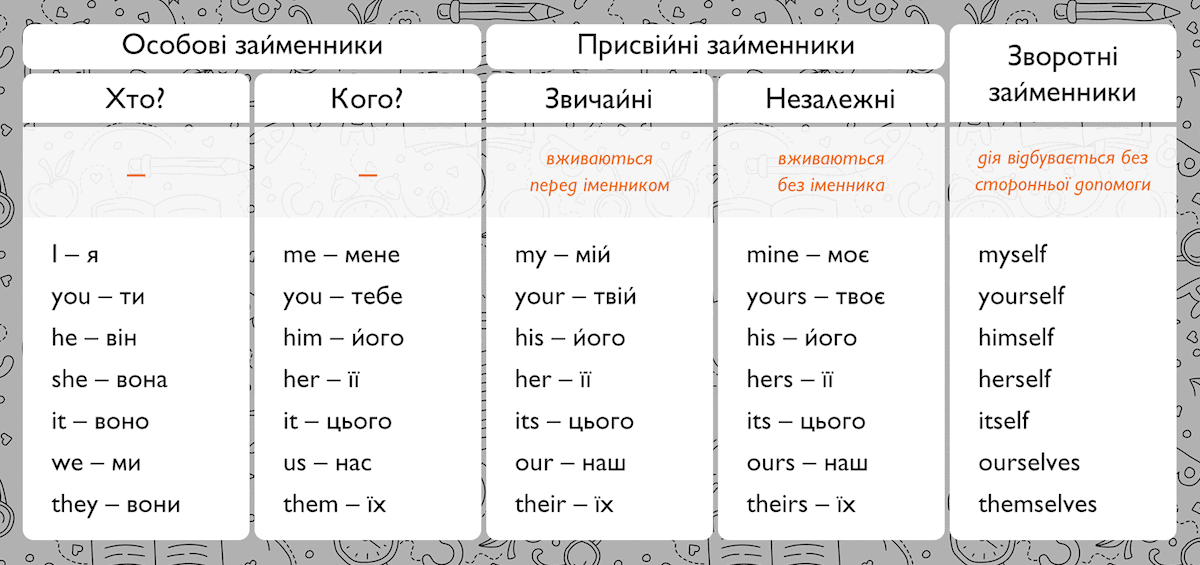 Особові займенники
Присвійні займенники
Зворотні
займенники
Хто?
Кого?
Звичайні
Незалежні
—
—
вживаються
перед іменником
вживаються
без іменника
дія відбувається без
сторонньої допомоги
I – я
you – ти
he – він
she – вона
it – воно
we – ми
they – вони
me – мене
you – тебе
him – його
her – її
it – цього
us – нас
them – їх
my – мій
your – твій
his – його
her – її
its – цього
our – наш
their – їх
mine – моє
yours – твоє
his – його
hers – її
its – цього
ours – наш
theirs – їх
myself
yourself
himself
herself
itself
ourselves
themselves